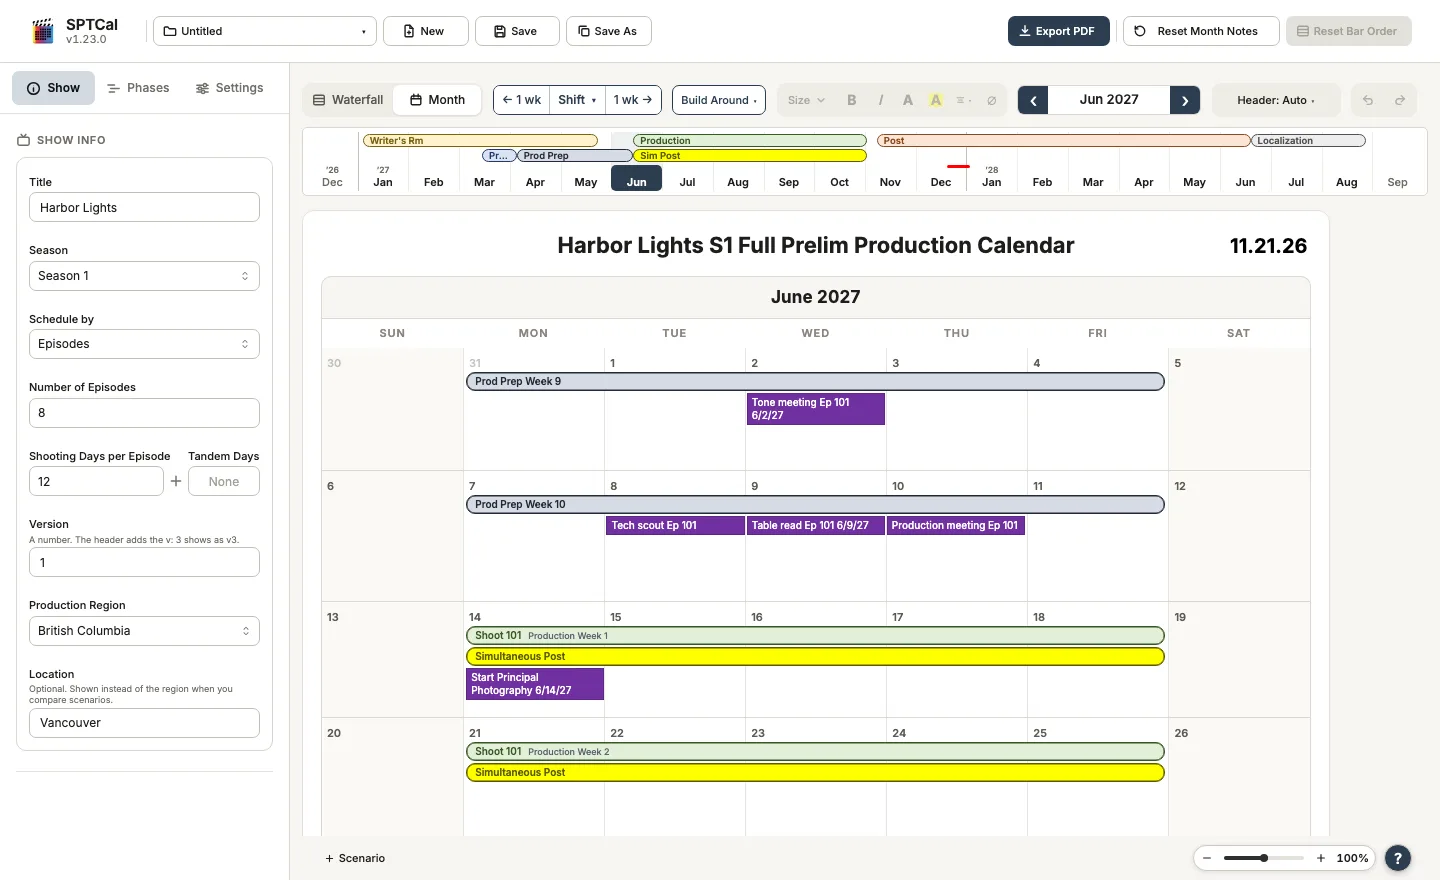 SPTCal
v1.23.0
Untitled
New
Save
Save As
Export PDF
Reset Month Notes
Reset Bar Order
Show
Phases
Settings
Waterfall
Month
← 1 wk
Shift
1 wk →
Build Around
Size
B
I
A
A
Jun 2027
Header: Auto
SHOW INFO
Title
Harbor Lights
Season
Season 1
Schedule by
Episodes
Number of Episodes
8
Shooting Days per Episode
Tandem Days
12
+
None
Version
A number. The header adds the v: 3 shows as v3.
1
Production Region
British Columbia
Location
Optional. Shown instead of the region when you
compare scenarios.
Vancouver
Writer's Rm
Production
Post
Localization
Pr...
Prod Prep
Sim Post
'26
'27
'28
Dec
Jan
Feb
Mar
Apr
May
Jun
Jul
Aug
Sep
Oct
Nov
Dec
Jan
Feb
Mar
Apr
May
Jun
Jul
Aug
Sep
Harbor Lights S1 Full Prelim Production Calendar
11.21.26
June 2027
SUN
MON
TUE
WED
THU
FRI
SAT
30
31
1
2
3
4
5
Prod Prep Week 9
Tone meeting Ep 101
6/2/27
6
7
8
9
10
11
12
Prod Prep Week 10
Tech scout Ep 101
Table read Ep 101 6/9/27
Production meeting Ep 101
13
14
15
16
17
18
19
Shoot 101 Production Week 1
Simultaneous Post
Start Principal
Photography 6/14/27
20
21
22
23
24
25
26
Shoot 101 Production Week 2
Simultaneous Post
+ Scenario
−
+
100%
?